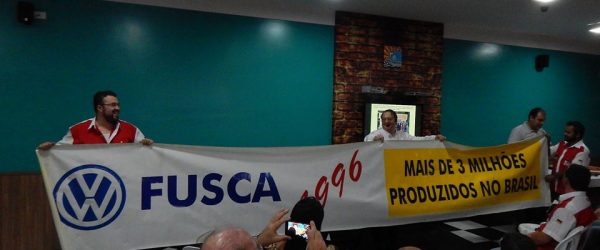 VW
FUSCA 1996
MAIS DE 3 MILHÕES
PRODUZIDOS NO BRASIL